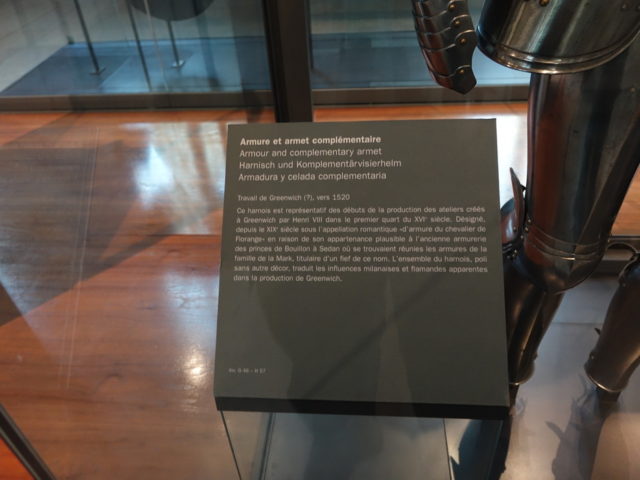 Armure et armet complémentaire
Armour and complementary armet
Harnisch und Komplementärvisierhelm
Armadura y celada complementaria
Travail de Greenwich (?), vers 1520
Ce harnois est représentatif des débuts de la production des ateliers créés
à Greenwich par Henri VIII dans le premier quart du XVIe siècle. Désigné,
depuis le XIXe siècle sous l'appellation romantique «d'armure du chevalier de
Florange» en raison de son appartenance plausible à l'ancienne armurerie
des princes de Bouillon à Sedan où se trouvaient réunies les armures de la
famille de la Mark, titulaire d'un fief de ce nom. L'ensemble du harnois, poli
sans autre décor, traduit les influences milanaises et flamandes apparentes
dans la production de Greenwich.